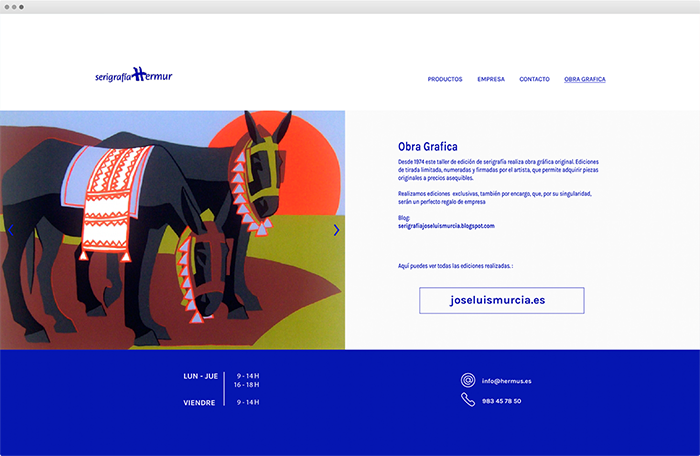 serigrafía Hermur
PRODUCTOS EMPRESA CONTACTO OBRA GRAFICA
Obra Grafica
Desde 1974 este taller de edición de serigrafía realiza obra gráfica original. Ediciones
de tirada limitada, numeradas y firmadas por el artista, que permite adquirir piezas
originales a precios asequibles.
Realizamos ediciones exclusivas, también por encargo, que, por su singularidad,
serán un perfecto regalo de empresa
Blog:
serigrafiajoseluismurcia.blogspot.com
Aquí puedes ver todas las ediciones realizadas. :
joseluismurcia.es
LUN - JUE 9 - 14 H
16 - 18 H
VIENDRE 9 - 14 H
info@hermus.es
983 45 78 50